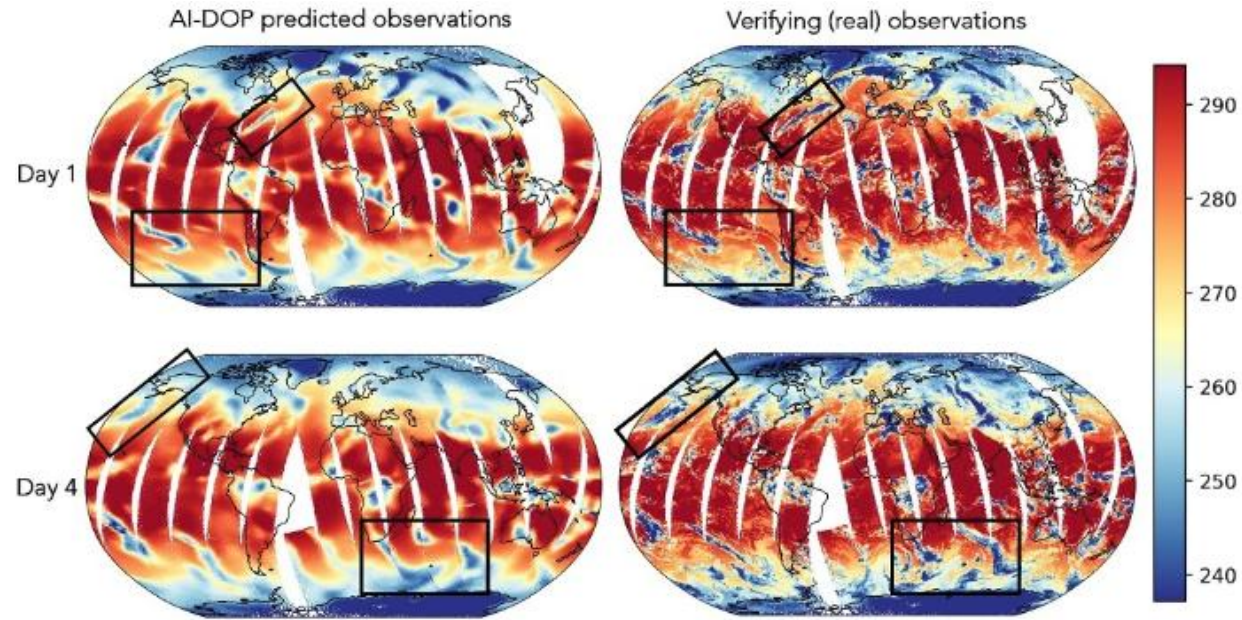 AI-DOP predicted observations
Verifying (real) observations
Day 1
Day 4
290
280
270
260
250
240